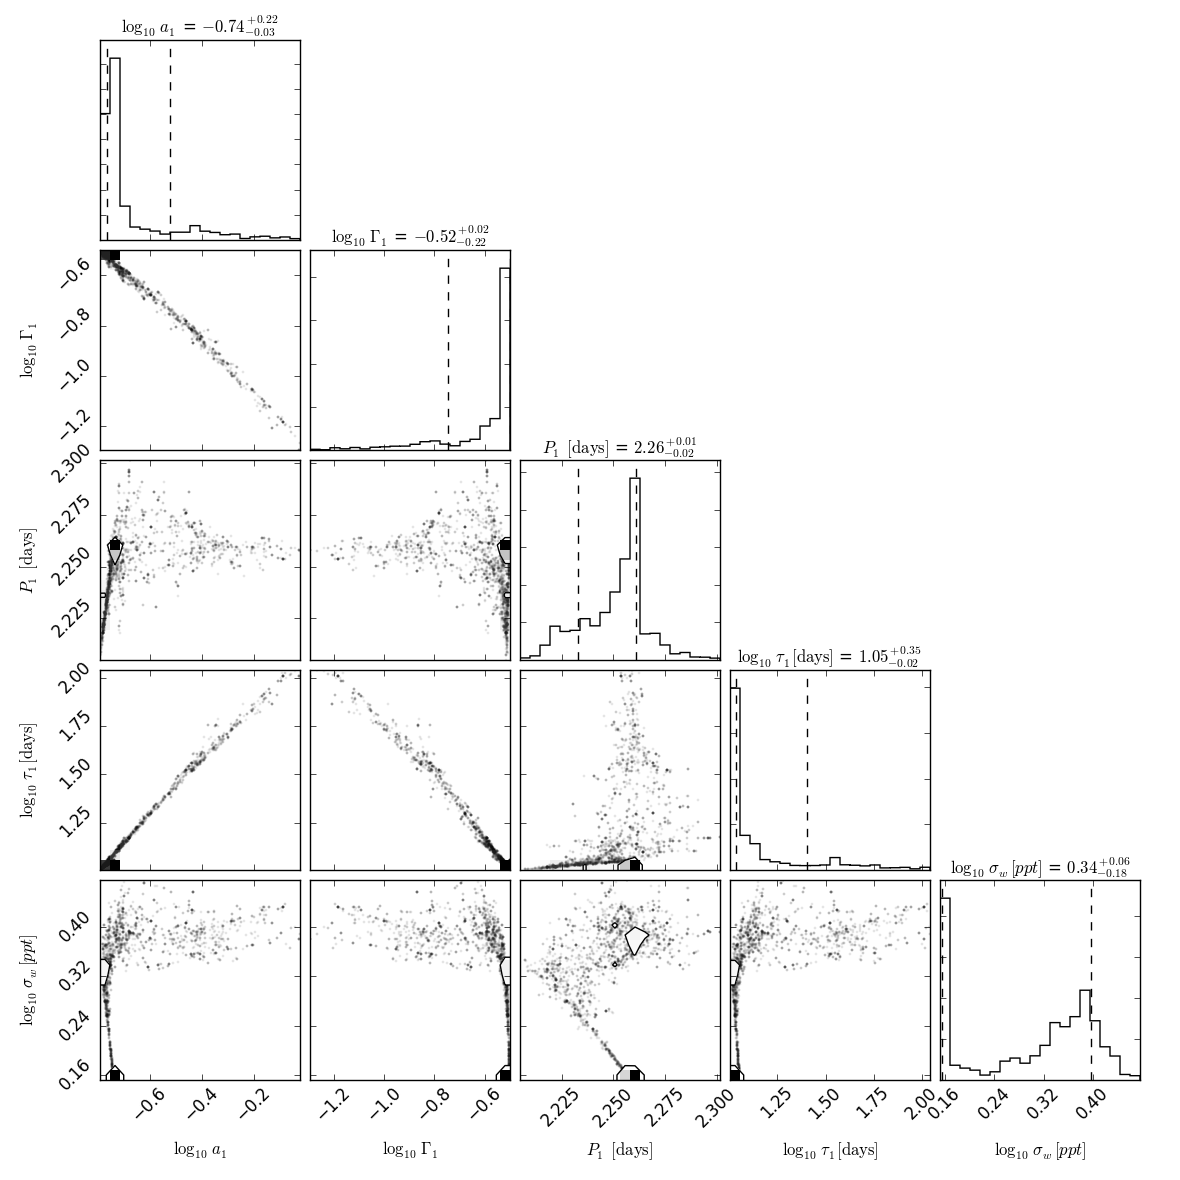 log₁₀ a₁ = −0.74 +0.22 −0.03
log₁₀ Γ₁ = −0.52 +0.02 −0.22
−0.6
−0.8
−1.0
−1.2
log₁₀ Γ₁
P₁ [days] = 2.26 +0.01 −0.02
2.300
2.275
2.250
2.225
P₁ [days]
log₁₀ τ₁[days] = 1.05 +0.35 −0.02
2.00
1.75
1.50
1.25
log₁₀ τ₁[days]
log₁₀ σw [ppt] = 0.34 +0.06 −0.18
0.40
0.32
0.24
0.16
log₁₀ σw [ppt]
−0.6 −0.4 −0.2 −1.2 −1.0 −0.8 −0.6 2.225 2.250 2.275 2.300 1.25 1.50 1.75 2.00 0.16 0.24 0.32 0.40
log₁₀ a₁ log₁₀ Γ₁ P₁ [days] log₁₀ τ₁[days] log₁₀ σw [ppt]